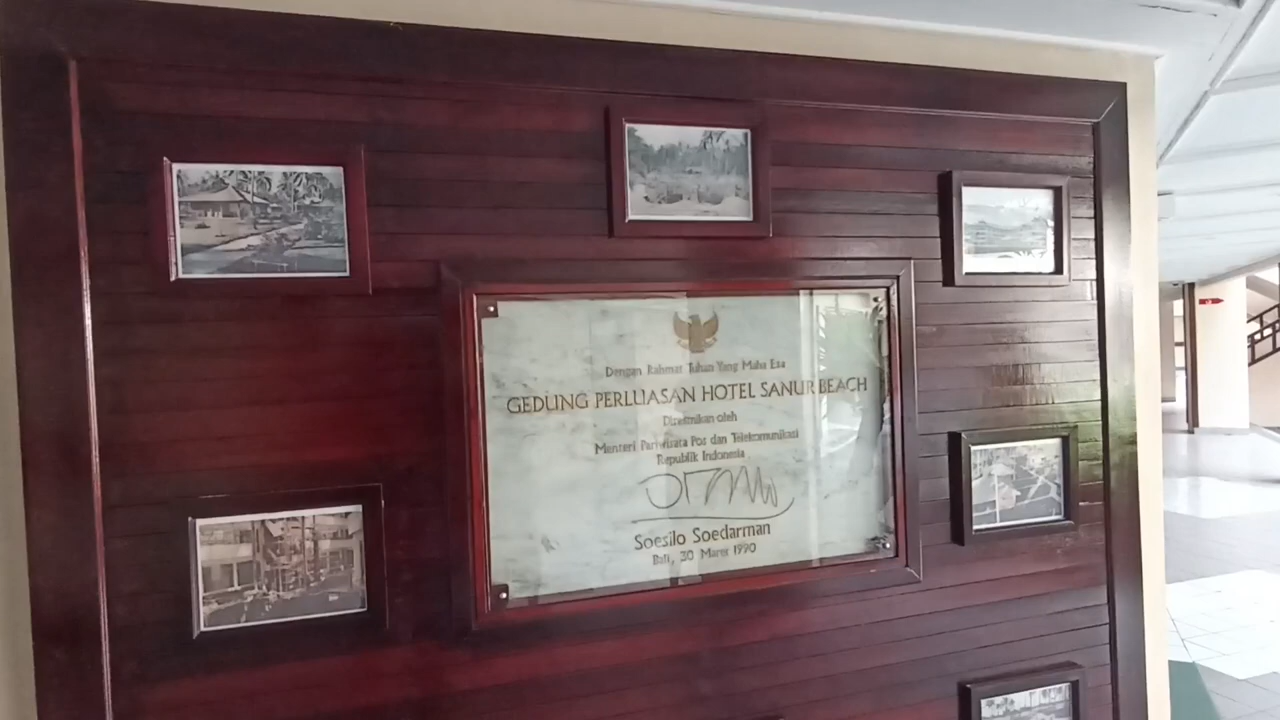 Dengan Rahmat Tuhan Yang Maha Esa
GEDUNG PERLUASAN HOTEL SANUR BEACH
Diresmikan oleh
Menteri Pariwisata Pos dan Telekomunikasi
Republik Indonesia
Soesilo Soedarman
Bali, 30 Maret 1990